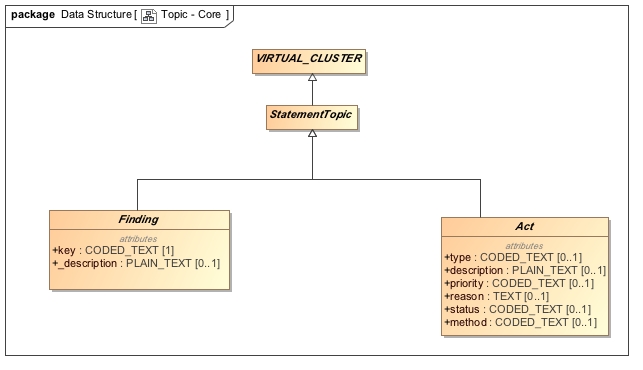 package Data Structure [ Topic - Core ]
VIRTUAL_CLUSTER
StatementTopic
Finding
attributes
+key : CODED_TEXT [1]
+_description : PLAIN_TEXT [0..1]
Act
attributes
+type : CODED_TEXT [0..1]
+description : PLAIN_TEXT [0..1]
+priority : CODED_TEXT [0..1]
+reason : TEXT [0..1]
+status : CODED_TEXT [0..1]
+method : CODED_TEXT [0..1]